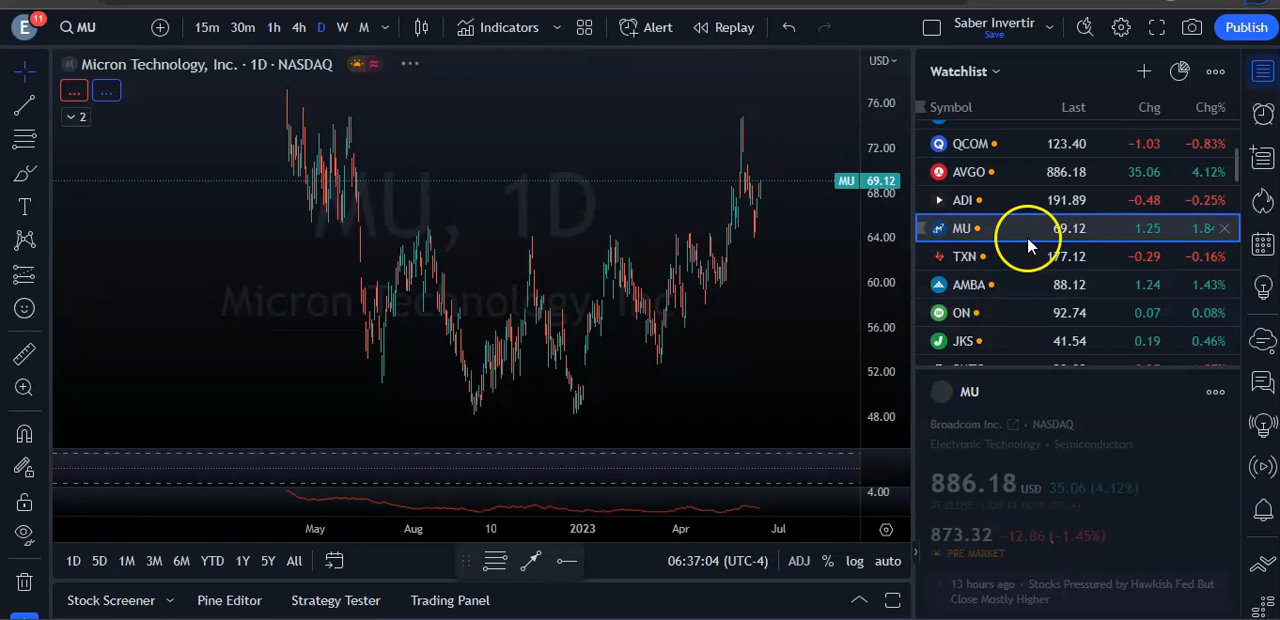 E 11 MU 15m 30m 1h 4h D W M Indicators Alert Replay Saber Invertir Save Publish
Micron Technology, Inc. · 1D · NASDAQ
... ...
2
USD
76.00
72.00
MU 69.12
68.00
64.00
60.00
56.00
52.00
48.00
4.00
MU, 1D
Micron Technology, Inc.
May Aug 10 2023 Apr Jul
1D 5D 1M 3M 6M YTD 1Y 5Y All 06:37:04 (UTC-4) ADJ % log auto
Stock Screener Pine Editor Strategy Tester Trading Panel
Watchlist
Symbol Last Chg Chg%
QCOM 123.40 −1.03 −0.83%
AVGO 886.18 35.06 4.12%
ADI 191.89 −0.48 −0.25%
MU 69.12 1.25 1.84
TXN 177.12 −0.29 −0.16%
AMBA 88.12 1.24 1.43%
ON 92.74 0.07 0.08%
JKS 41.54 0.19 0.46%
MU
Broadcom Inc. · NASDAQ
Electronic Technology · Semiconductors
886.18 USD 35.06 (4.12%)
873.32 −12.86 (−1.45%)
PRE MARKET
13 hours ago · Stocks Pressured by Hawkish Fed But
Close Mostly Higher